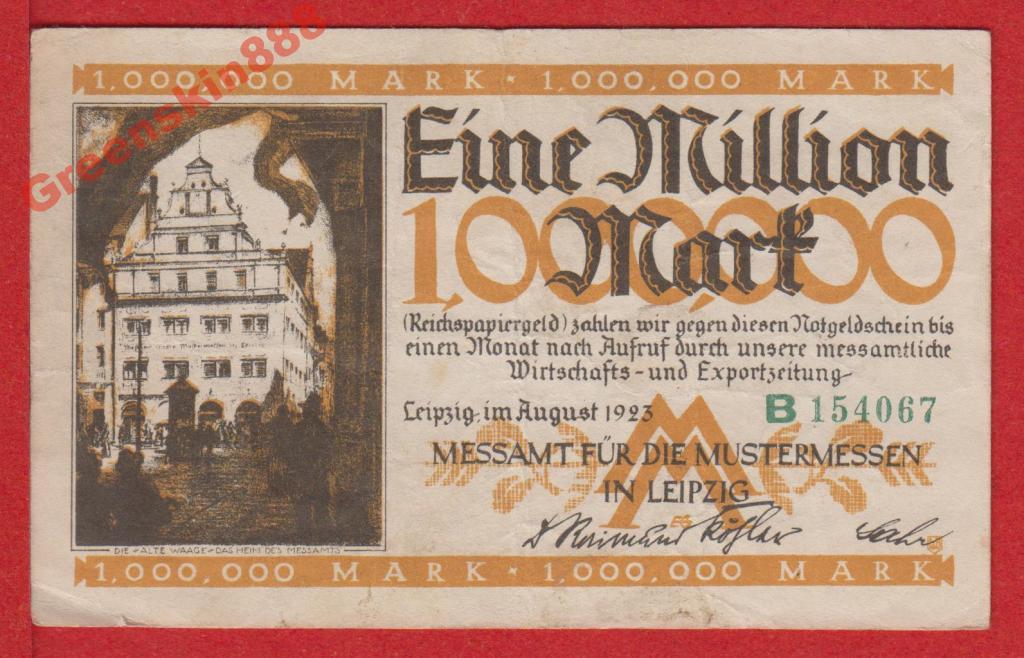 Greenskin888
1,000,000 MARK · 1,000,000 MARK
Eine Million
1,000,000
Mark
(Reichspapiergeld) zahlen wir gegen diesen Notgeldschein bis
einen Monat nach Aufruf durch unsere messamtliche
Wirtschafts- und Exportzeitung
Leipzig, im August 1923
B 154067
MESSAMT FÜR DIE MUSTERMESSEN
IN LEIPZIG
Raimund Köhler
DIE "ALTE WAAGE" DAS HEIM DES MESSAMTS
1,000,000 MARK · 1,000,000 MARK